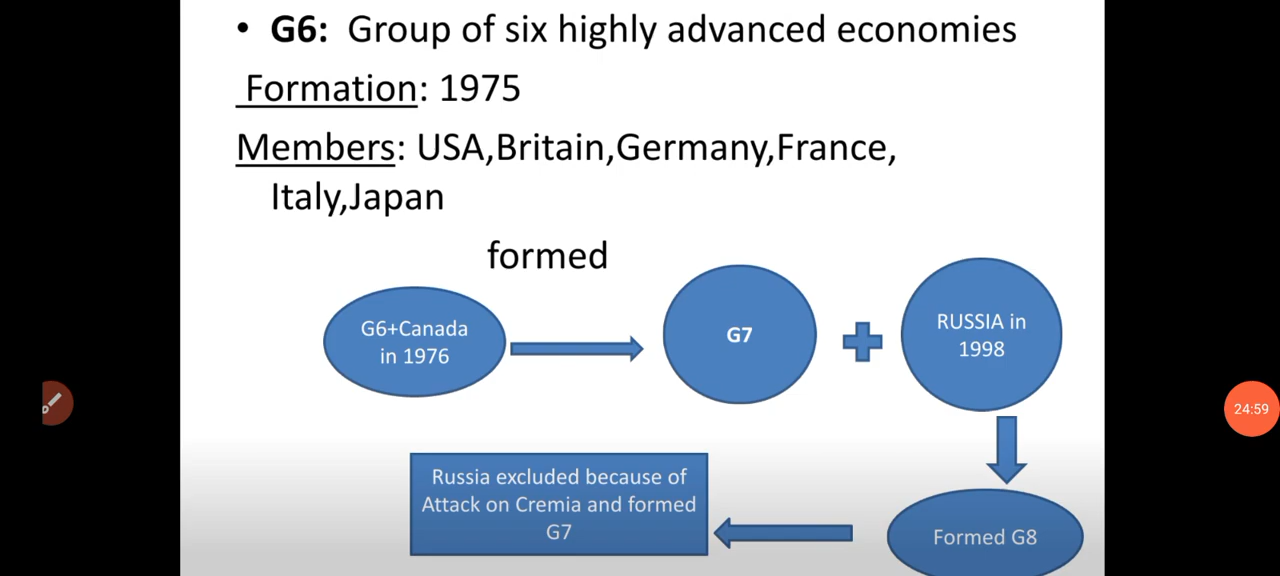 • G6: Group of six highly advanced economies
Formation: 1975
Members: USA,Britain,Germany,France,
Italy,Japan
formed
G6+Canada
in 1976
G7
RUSSIA in
1998
24:59
Russia excluded because of
Attack on Cremia and formed
G7
Formed G8